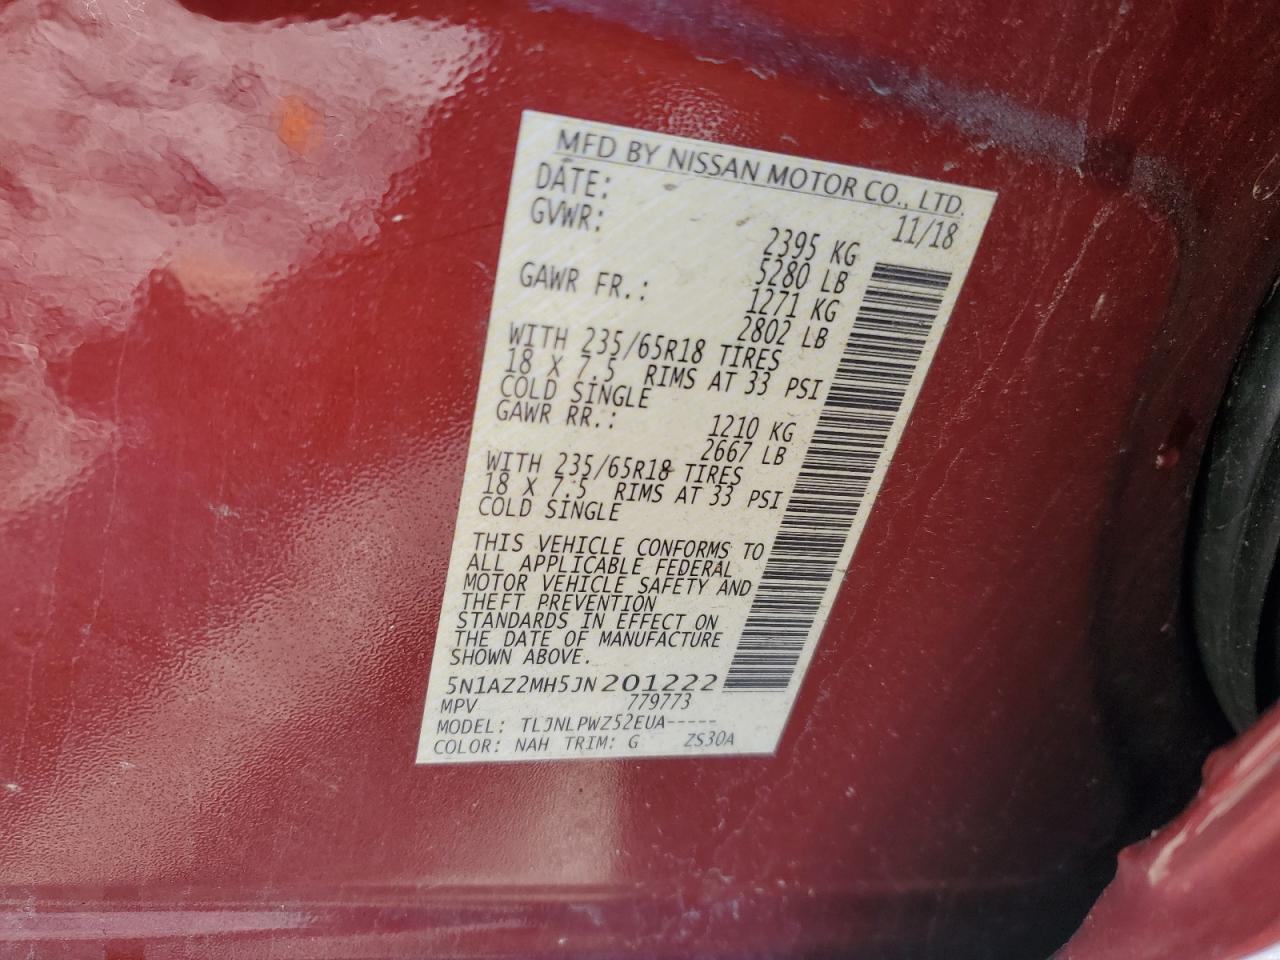 MFD BY NISSAN MOTOR CO., LTD.
DATE: 11/18
GVWR: 2395 KG
5280 LB
GAWR FR.: 1271 KG
2802 LB
WITH 235/65R18 TIRES
18 X 7.5 RIMS AT 33 PSI
COLD SINGLE
GAWR RR.: 1210 KG
2667 LB
WITH 235/65R18 TIRES
18 X 7.5 RIMS AT 33 PSI
COLD SINGLE
THIS VEHICLE CONFORMS TO
ALL APPLICABLE FEDERAL
MOTOR VEHICLE SAFETY AND
THEFT PREVENTION
STANDARDS IN EFFECT ON
THE DATE OF MANUFACTURE
SHOWN ABOVE.
5N1AZ2MH5JN201222
MPV 779773
MODEL: TLJNLPWZ52EUA-----
COLOR: NAH TRIM: G ZS30A